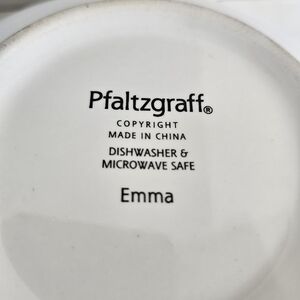 Pfaltzgraff®
COPYRIGHT
MADE IN CHINA
DISHWASHER &
MICROWAVE SAFE
Emma